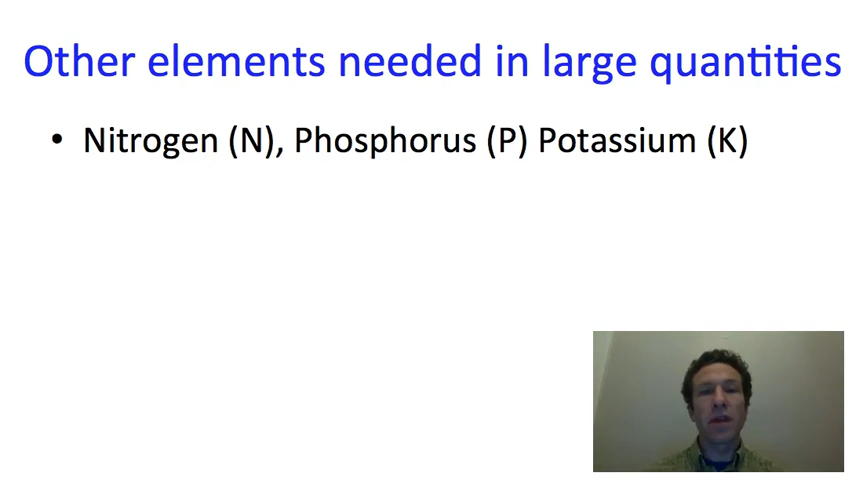 Other elements needed in large quantities
• Nitrogen (N), Phosphorus (P) Potassium (K)